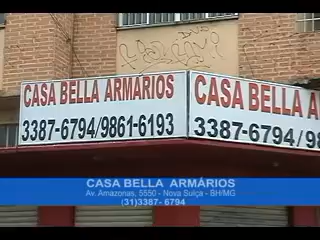 CASA BELLA ARMÁRIOS
3387-6794/9861-6193
CASA BELLA A
3387-6794/98
CASA BELLA ARMÁRIOS
Av. Amazonas, 5550 - Nova Suíça - BH/MG
(31)3387- 6794